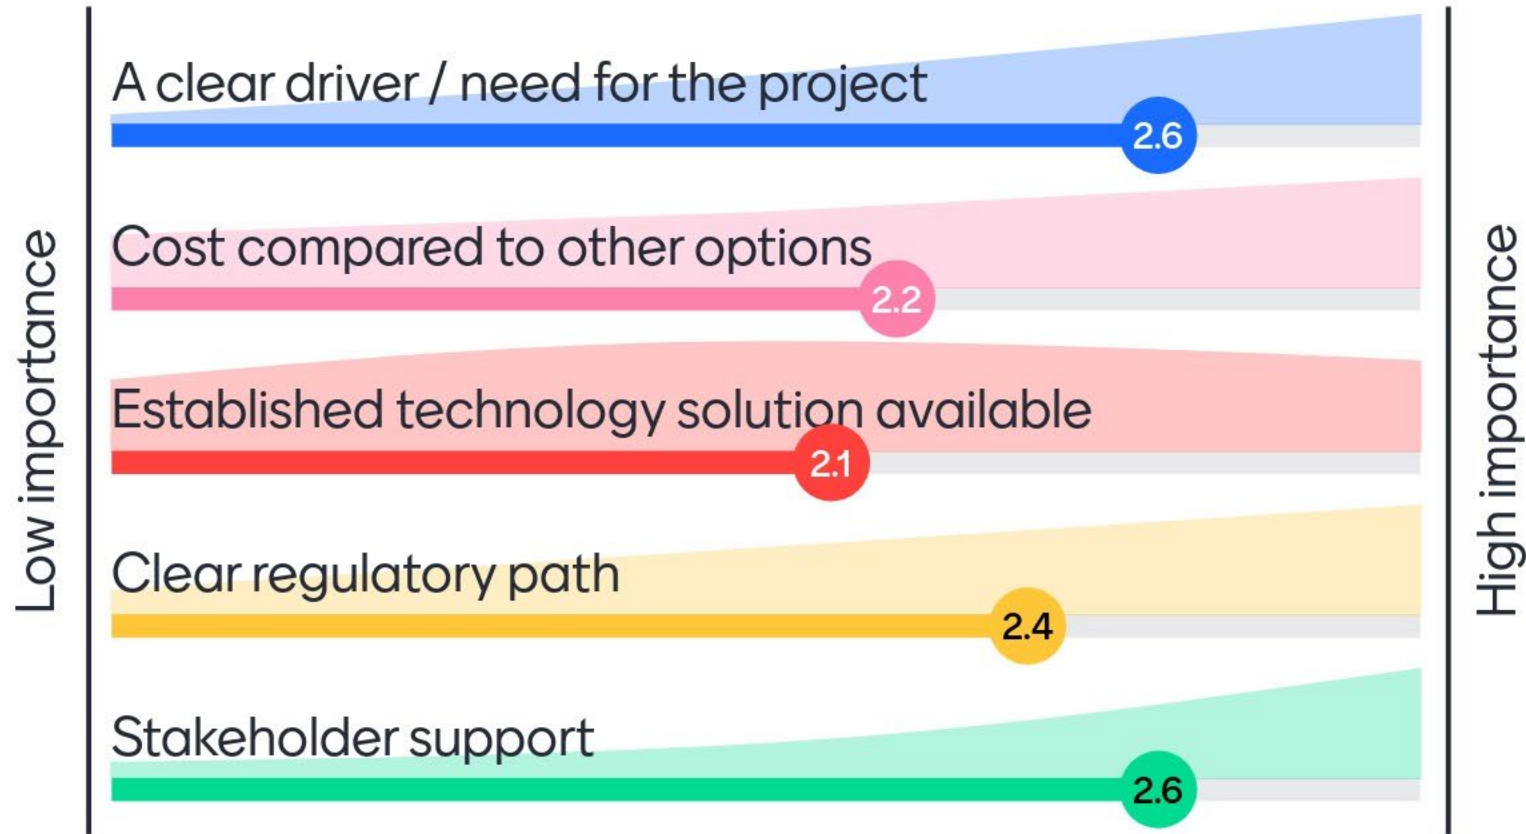 A clear driver / need for the project
2.6
Cost compared to other options
2.2
Established technology solution available
2.1
Clear regulatory path
2.4
Stakeholder support
2.6
Low importance
High importance